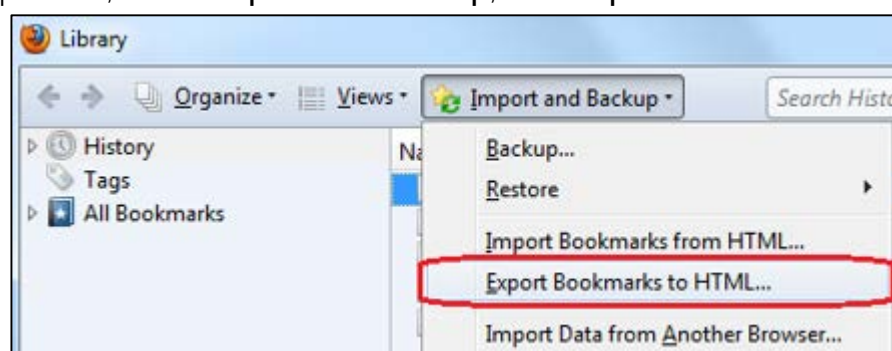 Library
Organize Views Import and Backup Search Histo
History
Tags
All Bookmarks
Na
Backup...
Restore
Import Bookmarks from HTML...
Export Bookmarks to HTML...
Import Data from Another Browser...